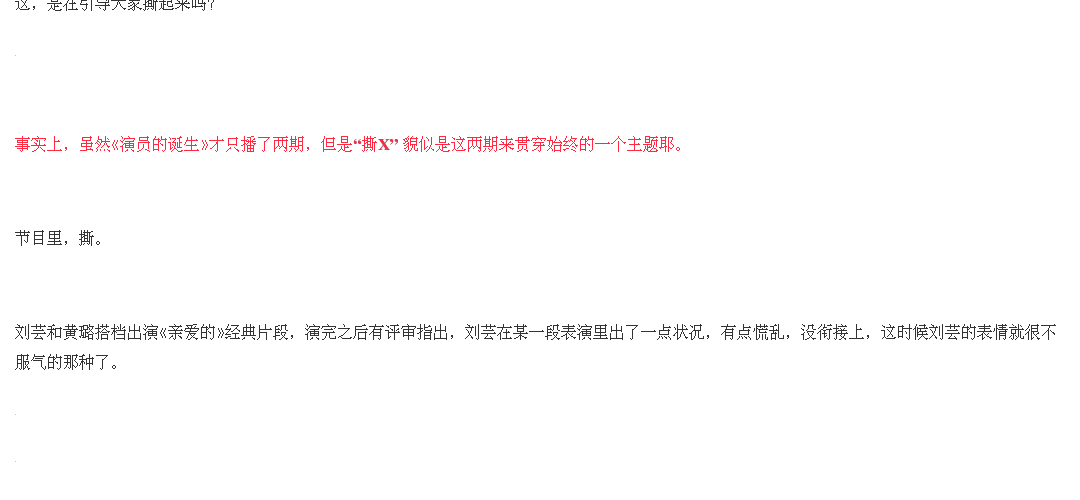 这，是在引导大家撕起来吗？
事实上，虽然《演员的诞生》才只播了两期，但是“撕X” 貌似是这两期来贯穿始终的一个主题耶。
节目里，撕。
刘芸和黄璐搭档出演《亲爱的》经典片段，演完之后有评审指出，刘芸在某一段表演里出了一点状况，有点慌乱，没衔接上，这时候刘芸的表情就很不
服气的那种了。